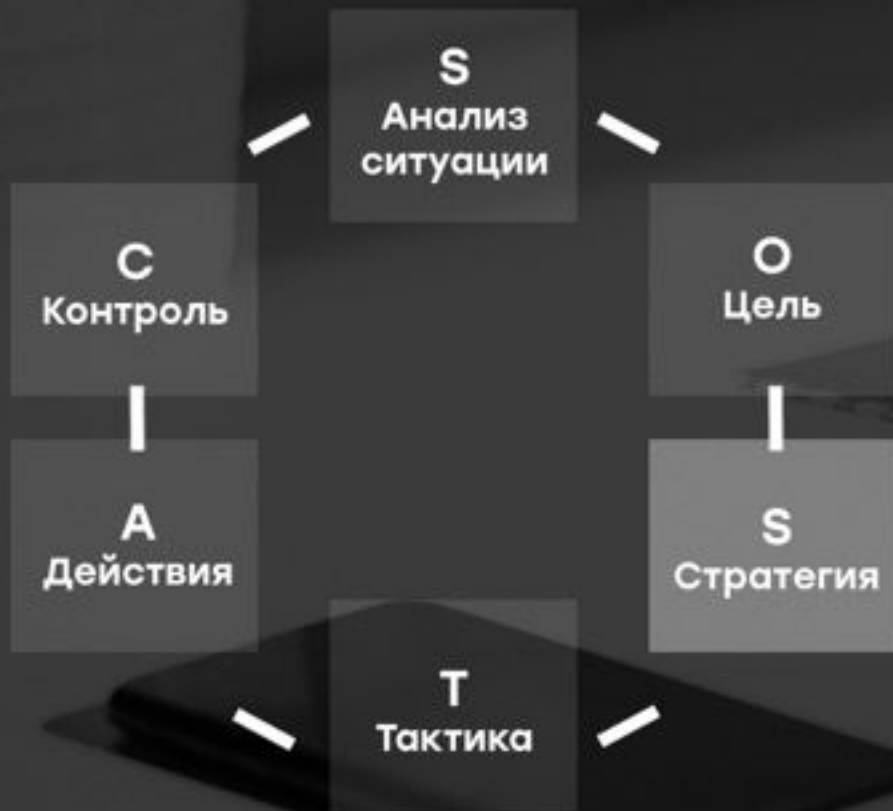 S
Анализ
ситуации
C
Контроль
O
Цель
A
Действия
S
Стратегия
T
Тактика